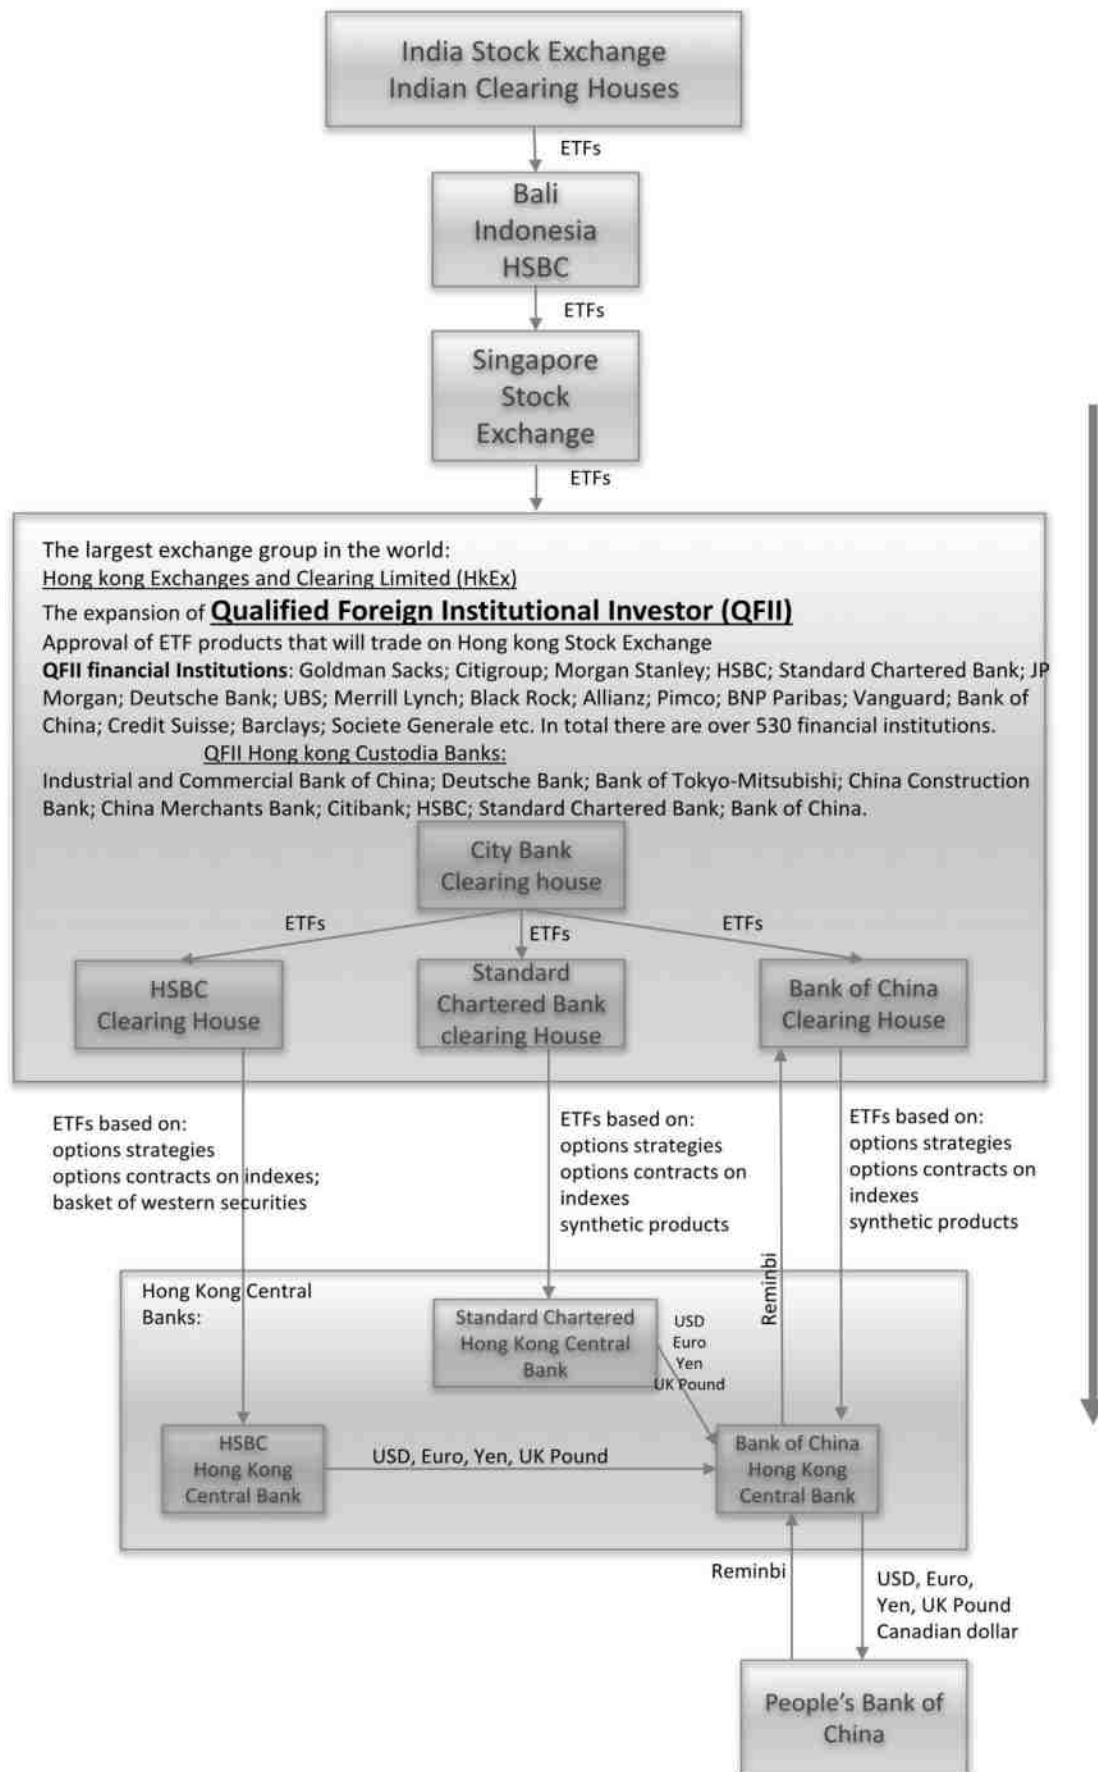 India Stock Exchange
Indian Clearing Houses
ETFs
Bali
Indonesia
HSBC
ETFs
Singapore
Stock
Exchange
ETFs
The largest exchange group in the world:
Hong kong Exchanges and Clearing Limited (HkEx)
The expansion of Qualified Foreign Institutional Investor (QFII)
Approval of ETF products that will trade on Hong kong Stock Exchange
QFII financial Institutions: Goldman Sacks; Citigroup; Morgan Stanley; HSBC; Standard Chartered Bank; JP
Morgan; Deutsche Bank; UBS; Merrill Lynch; Black Rock; Allianz; Pimco; BNP Paribas; Vanguard; Bank of
China; Credit Suisse; Barclays; Societe Generale etc. In total there are over 530 financial institutions.
QFII Hong kong Custodia Banks:
Industrial and Commercial Bank of China; Deutsche Bank; Bank of Tokyo-Mitsubishi; China Construction
Bank; China Merchants Bank; Citibank; HSBC; Standard Chartered Bank; Bank of China.
City Bank
Clearing house
ETFs
ETFs
ETFs
HSBC
Clearing House
Standard
Chartered Bank
clearing House
Bank of China
Clearing House
ETFs based on:
options strategies
options contracts on indexes;
basket of western securities
ETFs based on:
options strategies
options contracts on
indexes
synthetic products
ETFs based on:
options strategies
options contracts on
indexes
synthetic products
Reminbi
Hong Kong Central
Banks:
Standard Chartered
Hong Kong Central
Bank
USD
Euro
Yen
UK Pound
HSBC
Hong Kong
Central Bank
USD, Euro, Yen, UK Pound
Bank of China
Hong Kong
Central Bank
Reminbi
USD, Euro,
Yen, UK Pound
Canadian dollar
People's Bank of
China